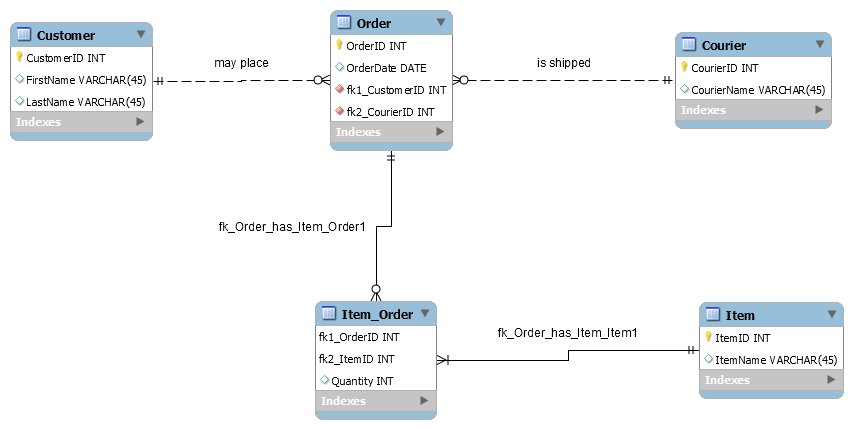 Customer
CustomerID INT
FirstName VARCHAR(45)
LastName VARCHAR(45)
Indexes
may place
Order
OrderID INT
OrderDate DATE
fk1_CustomerID INT
fk2_CourierID INT
Indexes
is shipped
Courier
CourierID INT
CourierName VARCHAR(45)
Indexes
fk_Order_has_Item_Order1
Item_Order
fk1_OrderID INT
fk2_ItemID INT
Quantity INT
Indexes
fk_Order_has_Item_Item1
Item
ItemID INT
ItemName VARCHAR(45)
Indexes